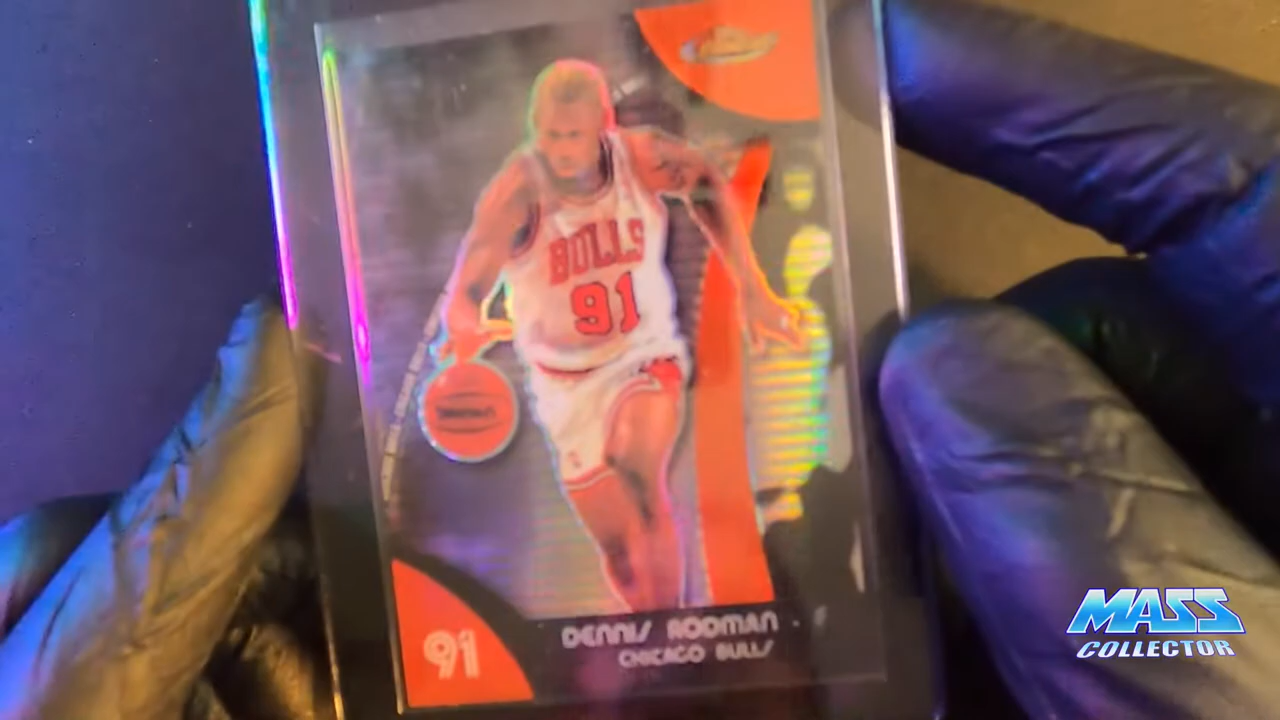 BULLS
91
91
DENNIS RODMAN
CHICAGO BULLS
MASS
COLLECTOR